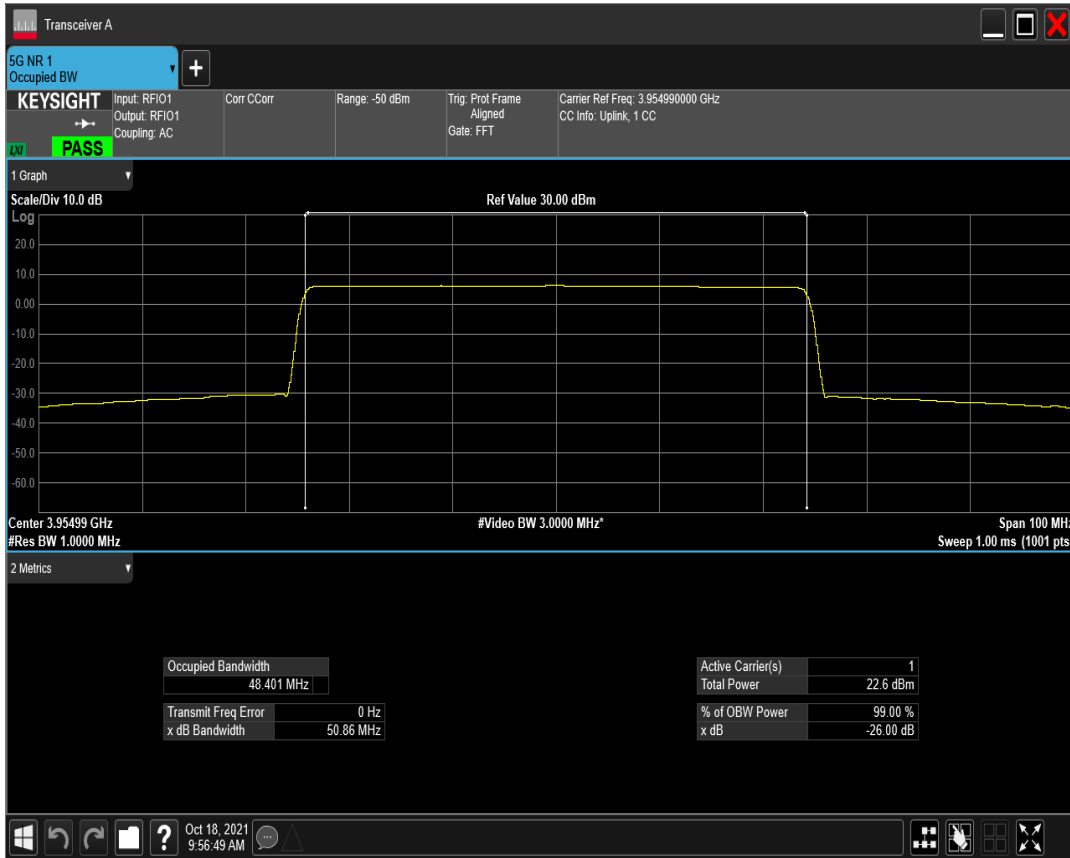 Transceiver A
5G NR 1
Occupied BW
KEYSIGHT
LXI
PASS
Input: RFIO1
Output: RFIO1
Coupling: AC
Corr CCorr
Range: -50 dBm
Trig: Prot Frame
Aligned
Gate: FFT
Carrier Ref Freq: 3.954990000 GHz
CC Info: Uplink, 1 CC
1 Graph
Scale/Div 10.0 dB
Ref Value 30.00 dBm
Log
20.0
10.0
0.00
-10.0
-20.0
-30.0
-40.0
-50.0
-60.0
Center 3.95499 GHz
#Video BW 3.0000 MHz*
Span 100 MHz
#Res BW 1.0000 MHz
Sweep 1.00 ms (1001 pts
2 Metrics
Occupied Bandwidth
48.401 MHz
Transmit Freq Error 0 Hz
x dB Bandwidth 50.86 MHz
Active Carrier(s) 1
Total Power 22.6 dBm
% of OBW Power 99.00 %
x dB -26.00 dB
?
Oct 18, 2021
9:56:49 AM